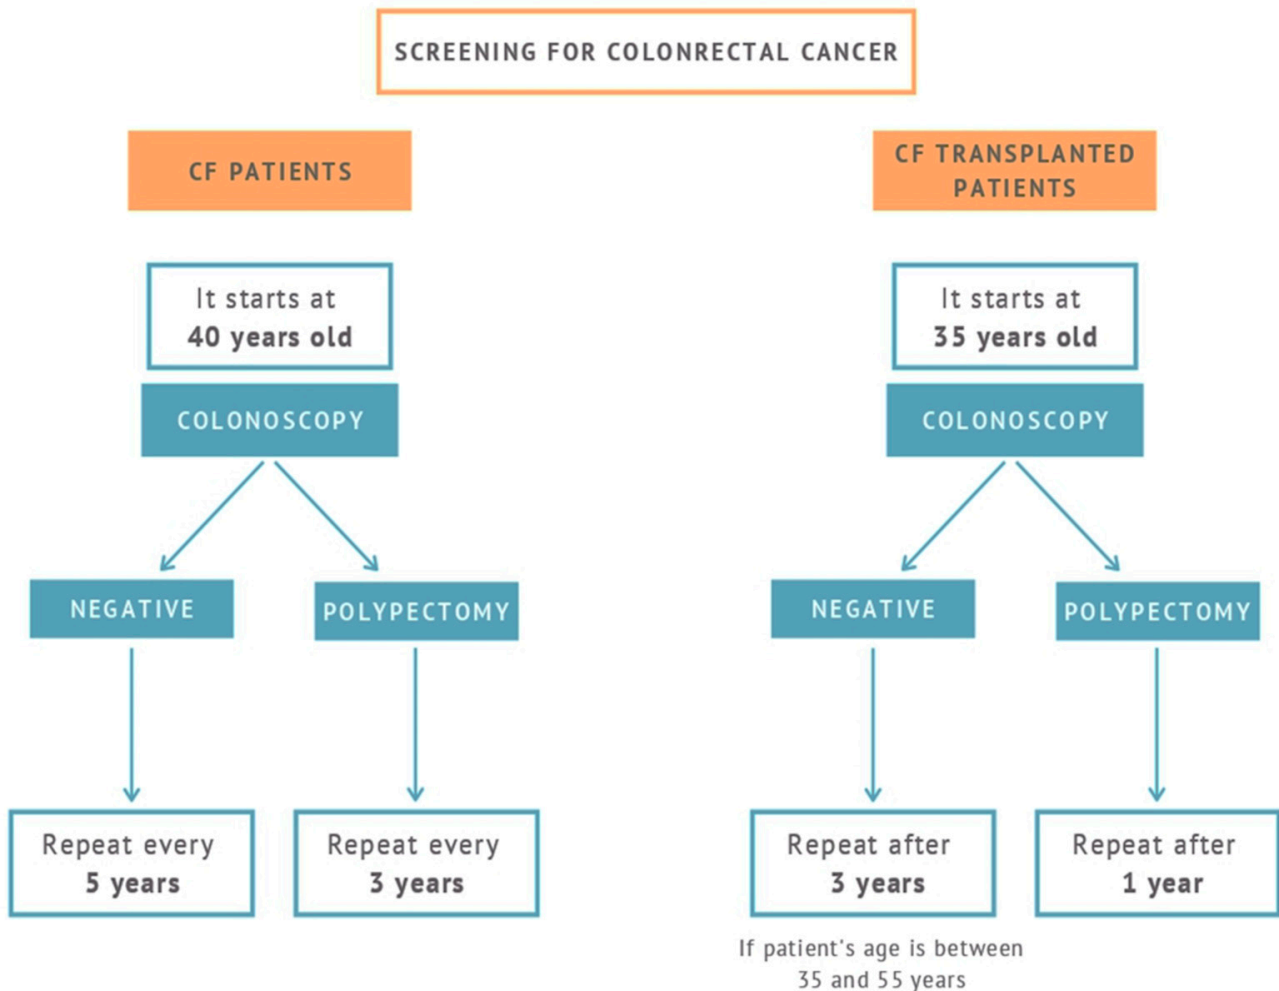 SCREENING FOR COLONRECTAL CANCER
CF PATIENTS
It starts at
40 years old
COLONOSCOPY
NEGATIVE
POLYPECTOMY
Repeat every
5 years
Repeat every
3 years
CF TRANSPLANTED
PATIENTS
It starts at
35 years old
COLONOSCOPY
NEGATIVE
POLYPECTOMY
Repeat after
3 years
If patient's age is between
35 and 55 years
Repeat after
1 year